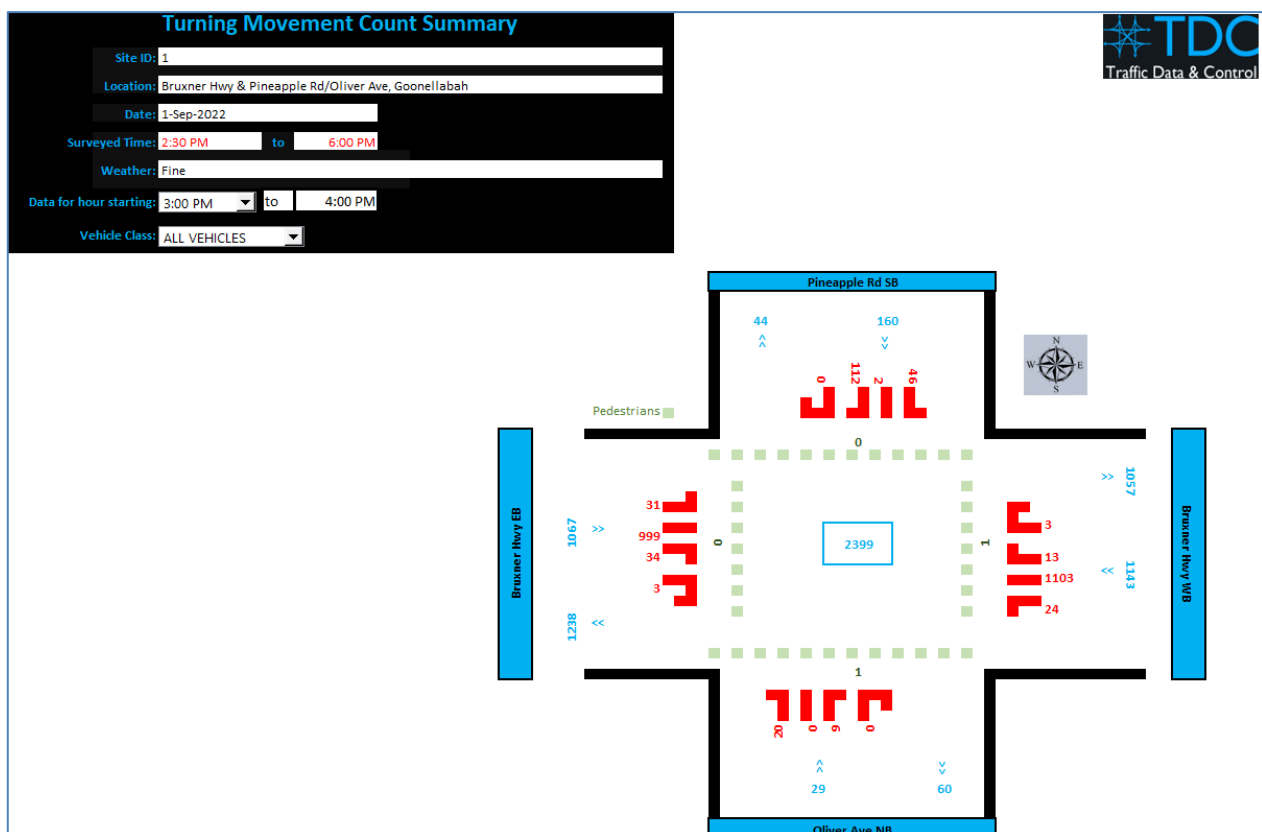 Turning Movement Count Summary
TDC
Traffic Data & Control
Site ID: 1
Location: Bruxner Hwy & Pineapple Rd/Oliver Ave, Goonellabah
Date: 1-Sep-2022
Surveyed Time: 2:30 PM to 6:00 PM
Weather: Fine
Data for hour starting: 3:00 PM to 4:00 PM
Vehicle Class: ALL VEHICLES
Pineapple Rd SB
44 160
<< <<
N
W E
S
0 112 2 46
Pedestrians
0
Bruxner Hwy EB
1067 >>
1238 <<
31
999
34
3
0
2399
1
3
13
1103
24
>> 1057
<< 1143
Bruxner Hwy WB
1
20 0 9 0
>> <<
29 60
Oliver Ave NB